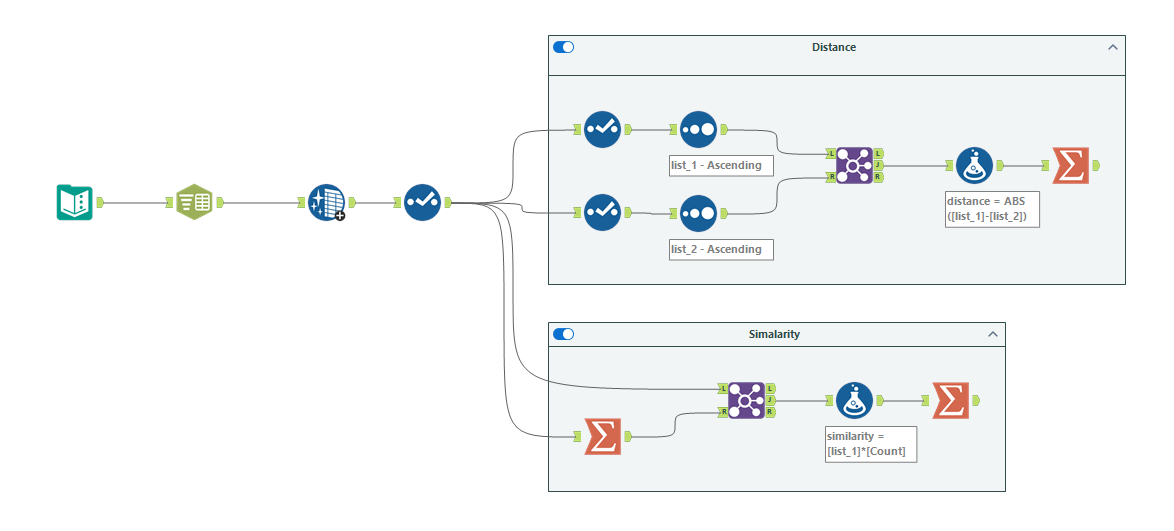 Distance
L
L
J
R
R
list_1 - Ascending
distance = ABS
([list_1]-[list_2])
list_2 - Ascending
Simalarity
L
L
J
R
R
similarity =
[list_1]*[Count]